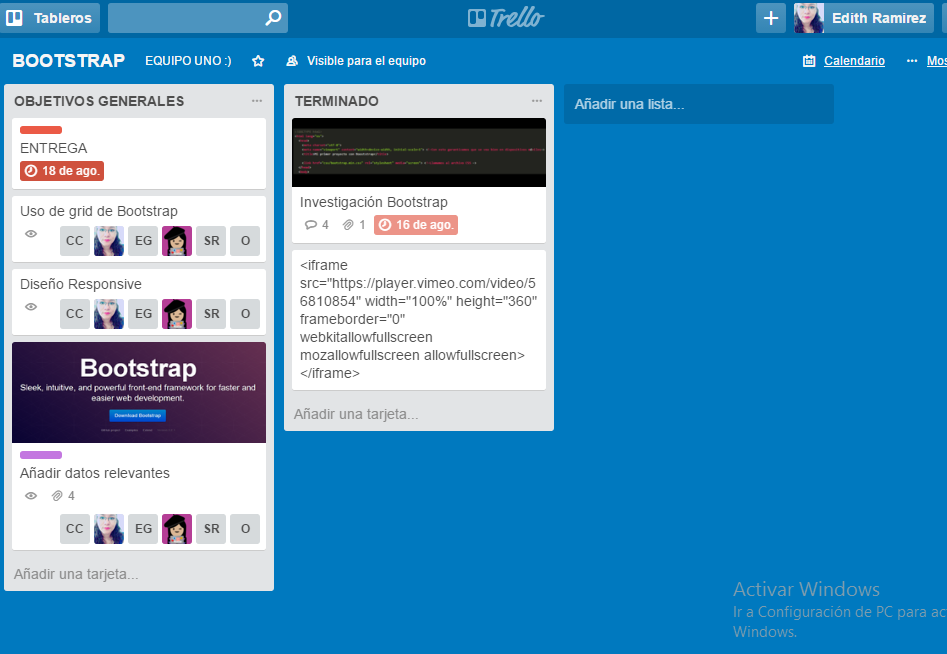 Tableros
Trello
+
Edith Ramirez
BOOTSTRAP
EQUIPO UNO :)
Visible para el equipo
Calendario
... Mos
OBJETIVOS GENERALES
...
ENTREGA
18 de ago.
Uso de grid de Bootstrap
CC
EG
SR
O
Diseño Responsive
CC
EG
SR
O
Bootstrap
Sleek, intuitive, and powerful front-end framework for faster and
easier web development.
Download Bootstrap
Añadir datos relevantes
4
CC
EG
SR
O
Añadir una tarjeta...
TERMINADO
...
Investigación Bootstrap
4
1
16 de ago.
<iframe
src="https://player.vimeo.com/video/5
6810854" width="100%" height="360"
frameborder="0"
webkitallowfullscreen
mozallowfullscreen allowfullscreen>
</iframe>
Añadir una tarjeta...
Añadir una lista...
Activar Windows
Ir a Configuración de PC para ac
Windows.